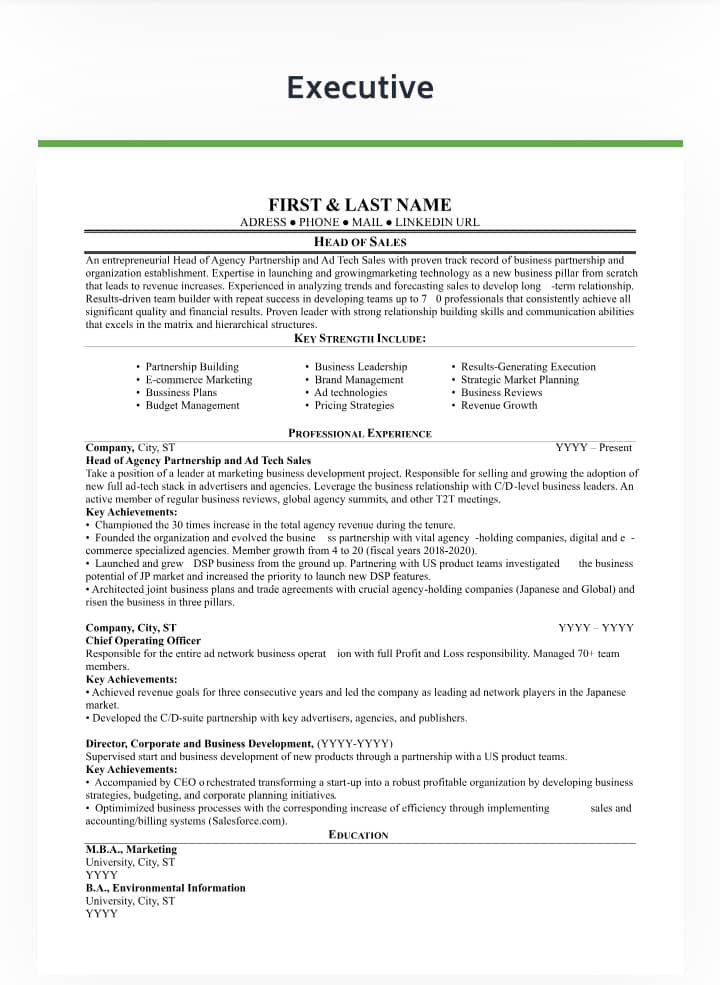 Executive
FIRST & LAST NAME
ADRESS ● PHONE ● MAIL ● LINKEDIN URL
HEAD OF SALES
An entrepreneurial Head of Agency Partnership and Ad Tech Sales with proven track record of business partnership and
organization establishment. Expertise in launching and growingmarketing technology as a new business pillar from scratch
that leads to revenue increases. Experienced in analyzing trends and forecasting sales to develop long -term relationship.
Results-driven team builder with repeat success in developing teams up to 7 0 professionals that consistently achieve all
significant quality and financial results. Proven leader with strong relationship building skills and communication abilities
that excels in the matrix and hierarchical structures.
KEY STRENGTH INCLUDE:
• Partnership Building • Business Leadership • Results-Generating Execution
• E-commerce Marketing • Brand Management • Strategic Market Planning
• Bussiness Plans • Ad technologies • Business Reviews
• Budget Management • Pricing Strategies • Revenue Growth
PROFESSIONAL EXPERIENCE
Company, City, ST YYYY – Present
Head of Agency Partnership and Ad Tech Sales
Take a position of a leader at marketing business development project. Responsible for selling and growing the adoption of
new full ad-tech stack in advertisers and agencies. Leverage the business relationship with C/D-level business leaders. An
active member of regular business reviews, global agency summits, and other T2T meetings.
Key Achievements:
• Championed the 30 times increase in the total agency revenue during the tenure.
• Founded the organization and evolved the busine ss partnership with vital agency -holding companies, digital and e -
commerce specialized agencies. Member growth from 4 to 20 (fiscal years 2018-2020).
• Launched and grew DSP business from the ground up. Partnering with US product teams investigated the business
potential of JP market and increased the priority to launch new DSP features.
• Architected joint business plans and trade agreements with crucial agency-holding companies (Japanese and Global) and
risen the business in three pillars.
Company, City, ST YYYY – YYYY
Chief Operating Officer
Responsible for the entire ad network business operat ion with full Profit and Loss responsibility. Managed 70+ team
members.
Key Achievements:
• Achieved revenue goals for three consecutive years and led the company as leading ad network players in the Japanese
market.
• Developed the C/D-suite partnership with key advertisers, agencies, and publishers.
Director, Corporate and Business Development, (YYYY-YYYY)
Supervised start and business development of new products through a partnership with a US product teams.
Key Achievements:
• Accompanied by CEO orchestrated transforming a start-up into a robust profitable organization by developing business
strategies, budgeting, and corporate planning initiatives.
• Optimimized business processes with the corresponding increase of efficiency through implementing sales and
accounting/billing systems (Salesforce.com).
EDUCATION
M.B.A., Marketing
University, City, ST
YYYY
B.A., Environmental Information
University, City, ST
YYYY